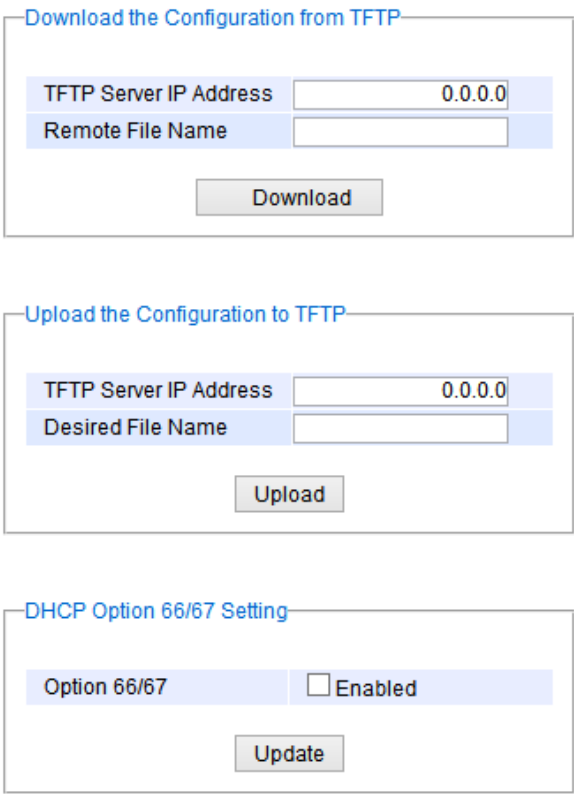 Download the Configuration from TFTP
TFTP Server IP Address 0.0.0.0
Remote File Name
Download
Upload the Configuration to TFTP
TFTP Server IP Address 0.0.0.0
Desired File Name
Upload
DHCP Option 66/67 Setting
Option 66/67 Enabled
Update